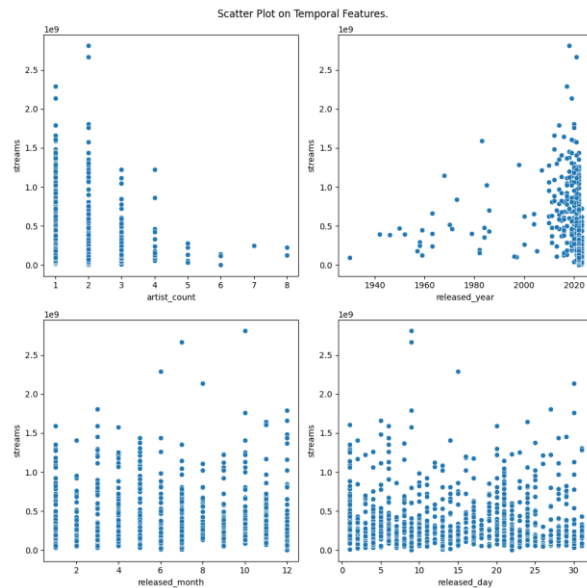 Scatter Plot on Temporal Features.
1e9
2.5
2.0
1.5
1.0
0.5
0.0
streams
1 2 3 4 5 6 7 8
artist_count
1e9
2.5
2.0
1.5
1.0
0.5
0.0
streams
1940 1960 1980 2000 2020
released_year
1e9
2.5
2.0
1.5
1.0
0.5
0.0
streams
2 4 6 8 10 12
released_month
1e9
2.5
2.0
1.5
1.0
0.5
0.0
streams
0 5 10 15 20 25 30
released_day